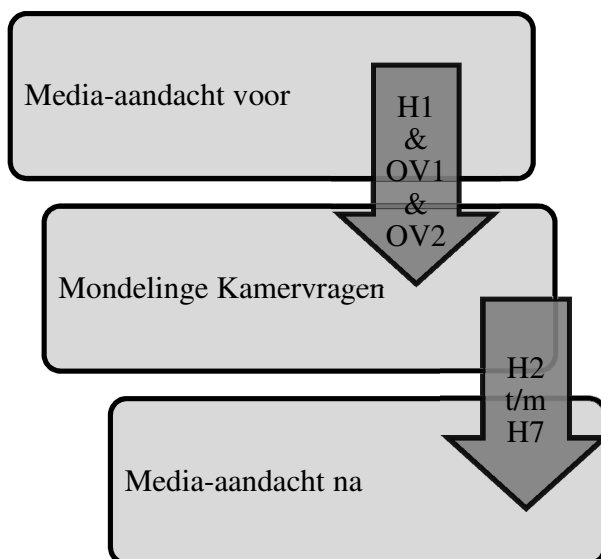 Media-aandacht voor
H1
&
OV1
&
OV2
Mondelinge Kamervragen
H2
t/m
H7
Media-aandacht na